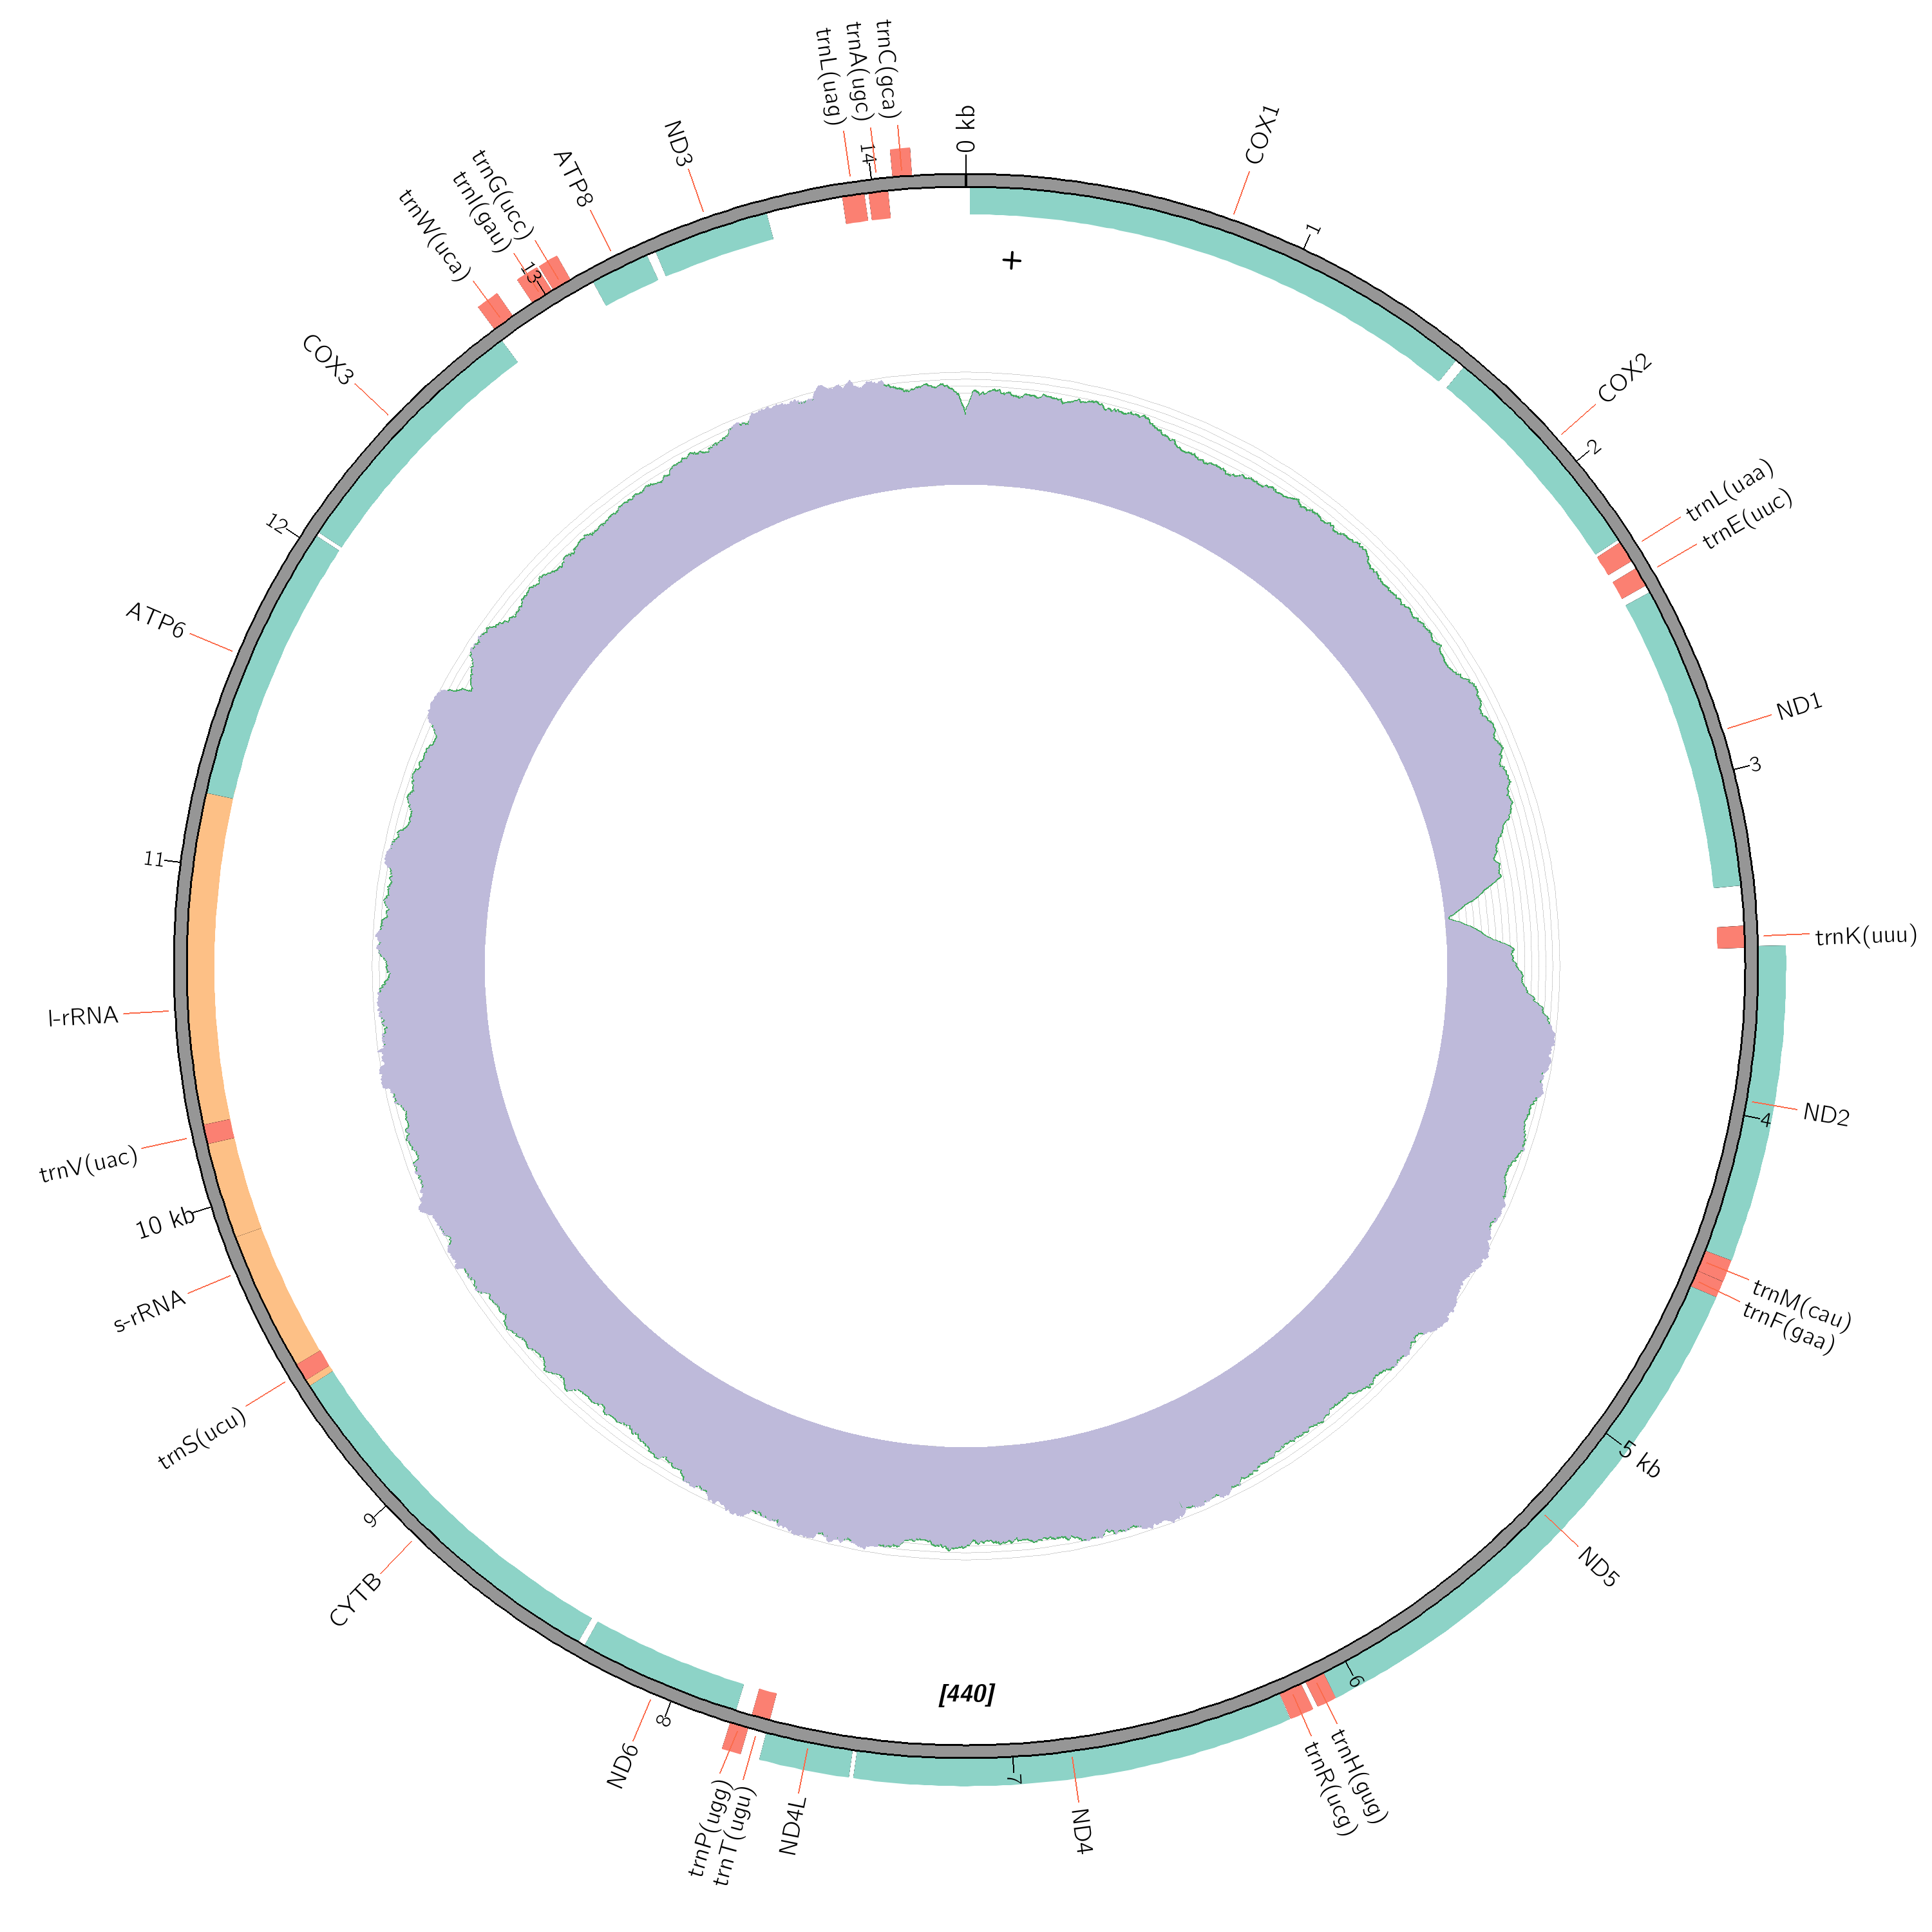 0 kb
COX1
1
COX2
2
trnL(uaa)
trnE(uuc)
ND1
3
trnK(uuu)
ND2
4
trnM(cau)
trnF(gaa)
5 kb
ND5
6
trnH(gug)
trnR(ucg)
7
ND4
ND4L
trnT(ugu)
trnP(ugg)
8
ND6
CYTB
9
trnS(ucu)
s-rRNA
10 kb
trnV(uac)
l-rRNA
11
ATP6
12
COX3
trnW(uca)
13
trnI(gau)
trnG(ucc)
ATP8
ND3
trnL(uag)
trnA(ugc)
14
trnC(gca)
+
[440]